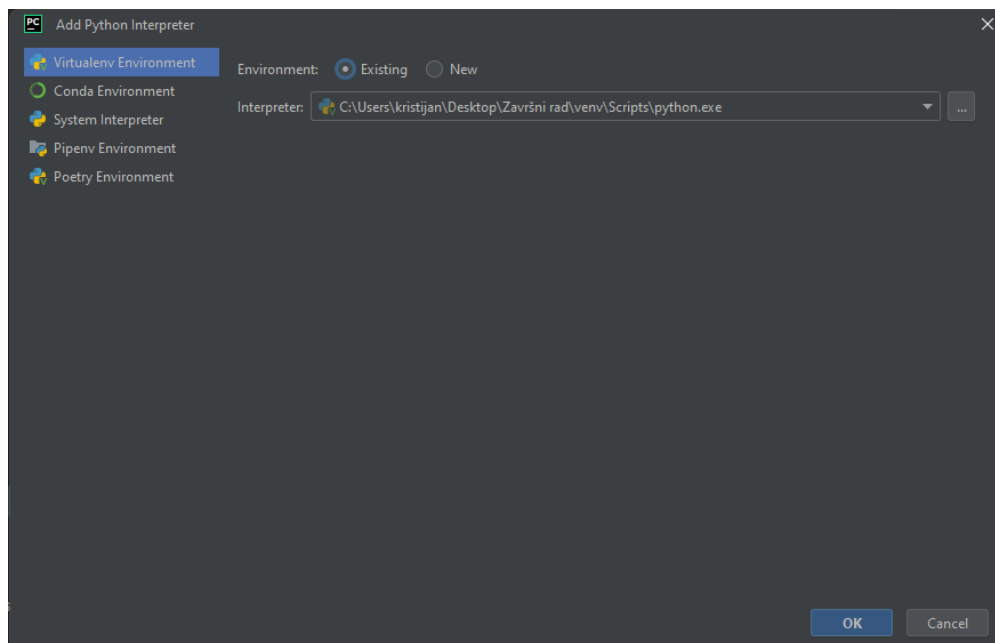 PC Add Python Interpreter
Virtualenv Environment
Conda Environment
System Interpreter
Pipenv Environment
Poetry Environment
Environment: Existing New
Interpreter: C:\Users\kristijan\Desktop\Završni rad\venv\Scripts\python.exe ...
OK Cancel